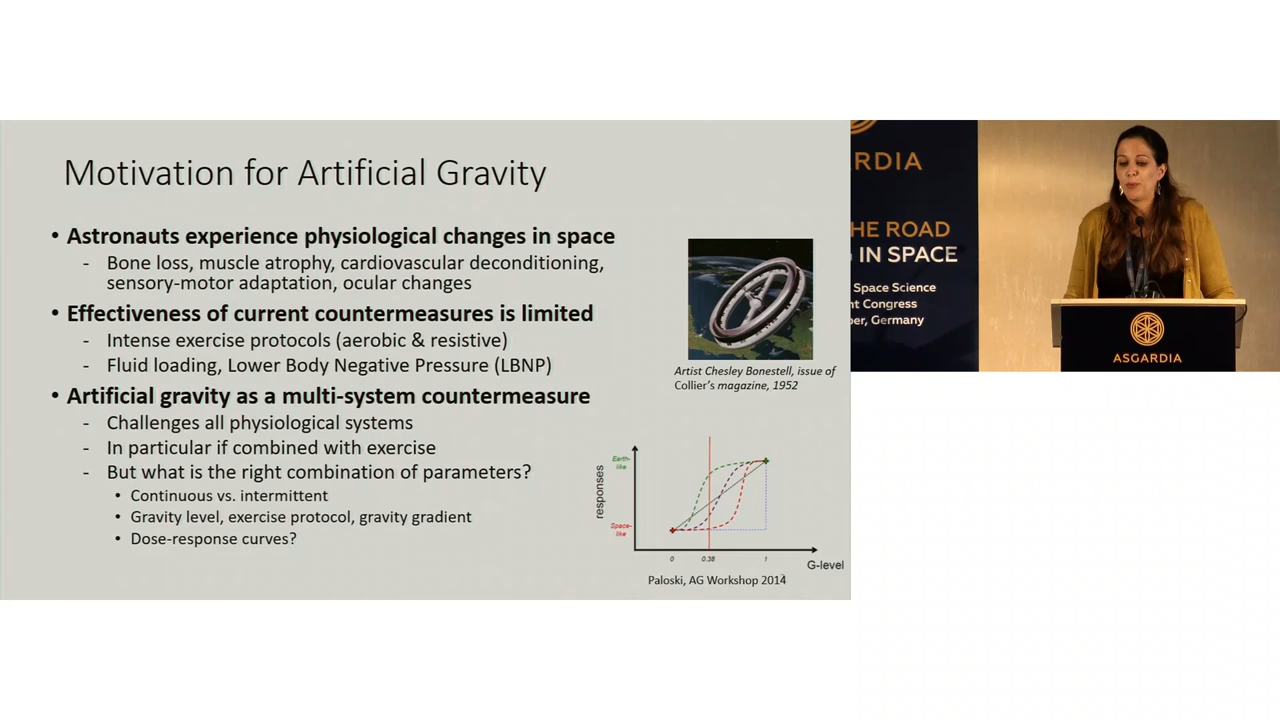 Motivation for Artificial Gravity
• Astronauts experience physiological changes in space
- Bone loss, muscle atrophy, cardiovascular deconditioning,
sensory-motor adaptation, ocular changes
• Effectiveness of current countermeasures is limited
- Intense exercise protocols (aerobic & resistive)
- Fluid loading, Lower Body Negative Pressure (LBNP)
• Artificial gravity as a multi-system countermeasure
- Challenges all physiological systems
- In particular if combined with exercise
- But what is the right combination of parameters?
• Continuous vs. intermittent
• Gravity level, exercise protocol, gravity gradient
• Dose-response curves?
Artist Chesley Bonestell, issue of
Collier's magazine, 1952
responses
Earth-
like
Space-
like
0
0.38
1
G-level
Paloski, AG Workshop 2014
RDIA
HE ROAD
IN SPACE
Space Science
nt Congress
ber, Germany
ASGARDIA